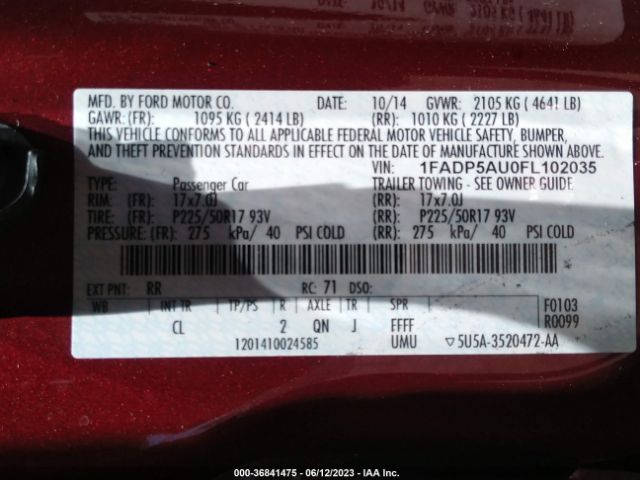 MFD. BY FORD MOTOR CO. DATE: 10/14 GVWR: 2105 KG ( 4641 LB)
GAWR: (FR): 1095 KG ( 2414 LB) (RR): 1010 KG ( 2227 LB)
THIS VEHICLE CONFORMS TO ALL APPLICABLE FEDERAL MOTOR VEHICLE SAFETY, BUMPER,
AND THEFT PREVENTION STANDARDS IN EFFECT ON THE DATE OF MANUFACTURE SHOWN ABOVE.
VIN: 1FADP5AU0FL102035
TYPE: Passenger Car TRAILER TOWING - SEE OWNER GUIDE.
RIM: (FR): 17x7.0J (RR): 17x7.0J
TIRE: (FR): P225/50R17 93V (RR): P225/50R17 93V
PRESSURE: (FR): 275 kPa/ 40 PSI COLD (RR): 275 kPa/ 40 PSI COLD
EXT PNT: RR RC: 71 DSO:
WB INT TR TP/PS R AXLE TR SPR F0103
CL 2 QN J FFFF R0099
1201410024585 UMU ▽5U5A-3520472-AA
000-36841475 - 06/12/2023 - IAA Inc.